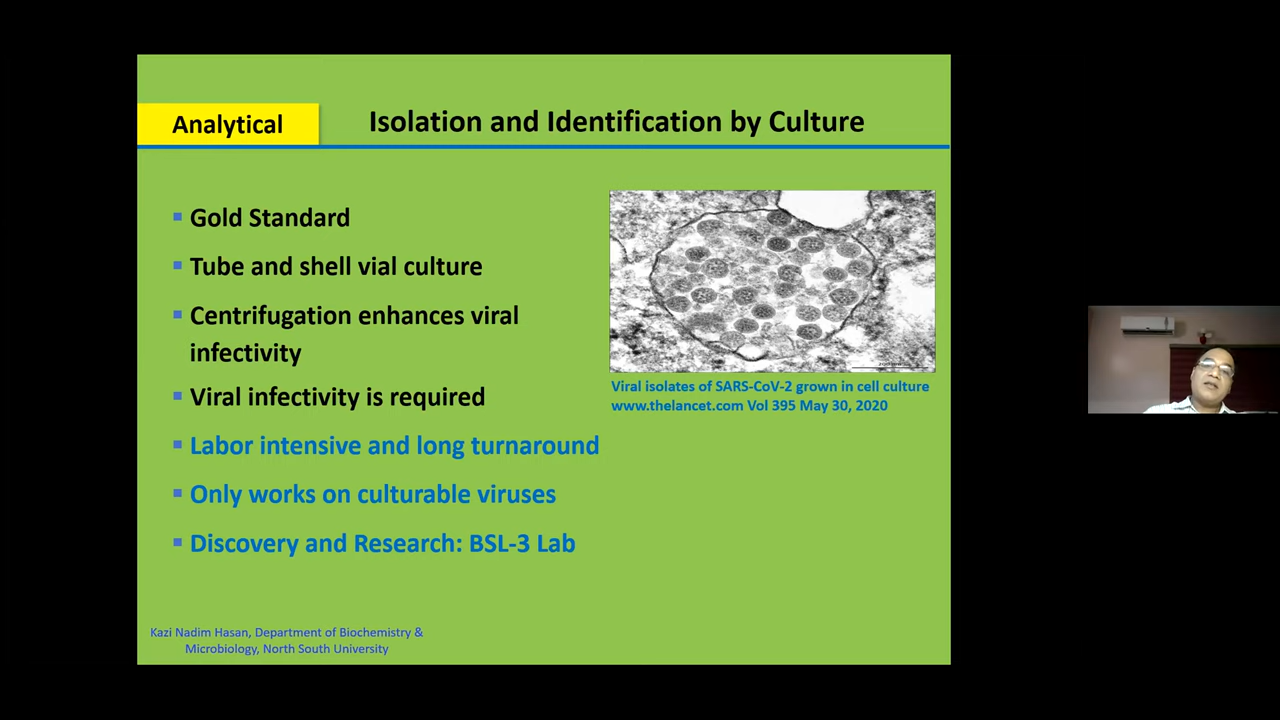 Analytical
Isolation and Identification by Culture
Gold Standard
Tube and shell vial culture
Centrifugation enhances viral
infectivity
Viral infectivity is required
Labor intensive and long turnaround
Only works on culturable viruses
Discovery and Research: BSL-3 Lab
Viral isolates of SARS-CoV-2 grown in cell culture
www.thelancet.com Vol 395 May 30, 2020
Kazi Nadim Hasan, Department of Biochemistry &
Microbiology, North South University